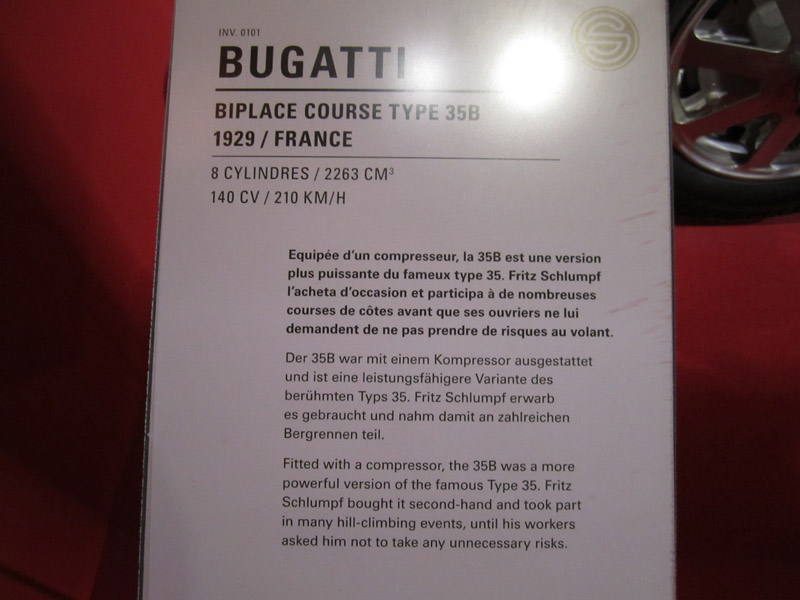 INV. 0101
BUGATTI
BIPLACE COURSE TYPE 35B
1929 / FRANCE
8 CYLINDRES / 2263 CM³
140 CV / 210 KM/H
Equipée d'un compresseur, la 35B est une version
plus puissante du fameux type 35. Fritz Schlumpf
l'acheta d'occasion et participa à de nombreuses
courses de côtes avant que ses ouvriers ne lui
demandent de ne pas prendre de risques au volant.
Der 35B war mit einem Kompressor ausgestattet
und ist eine leistungsfähigere Variante des
berühmten Typs 35. Fritz Schlumpf erwarb
es gebraucht und nahm damit an zahlreichen
Bergrennen teil.
Fitted with a compressor, the 35B was a more
powerful version of the famous Type 35. Fritz
Schlumpf bought it second-hand and took part
in many hill-climbing events, until his workers
asked him not to take any unnecessary risks.